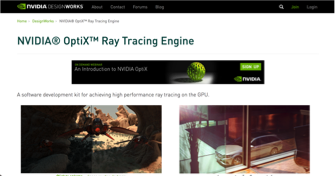 NVIDIA DESIGNWORKS About Contact Forums Blog Join Login
Home > DesignWorks > NVIDIA® OptiX™ Ray Tracing Engine
NVIDIA® OptiX™ Ray Tracing Engine
An Introduction to NVIDIA OptiX
SIGN UP
NVIDIA.
A software development kit for achieving high performance ray tracing on the GPU.